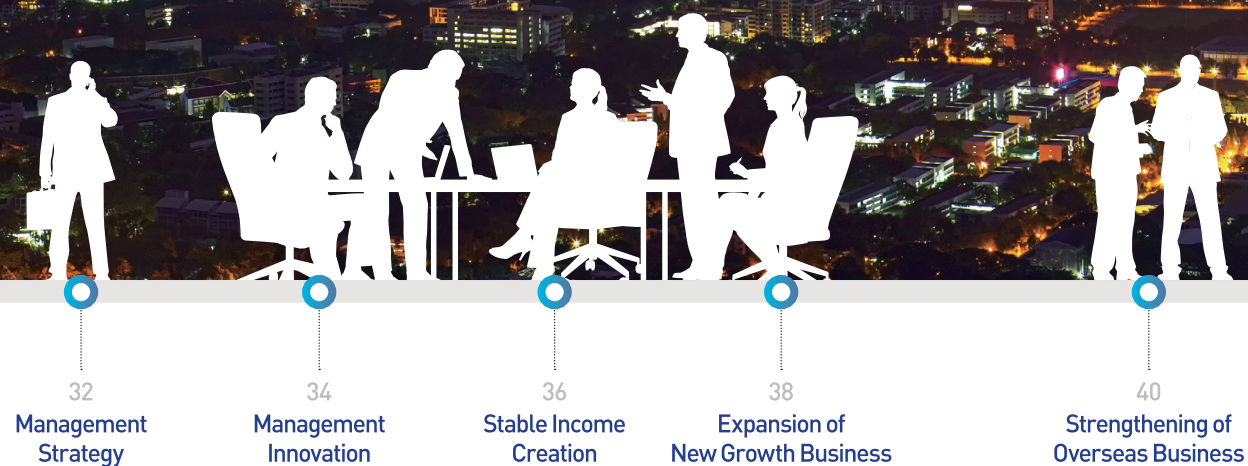 32
Management
Strategy
34
Management
Innovation
36
Stable Income
Creation
38
Expansion of
New Growth Business
40
Strengthening of
Overseas Business